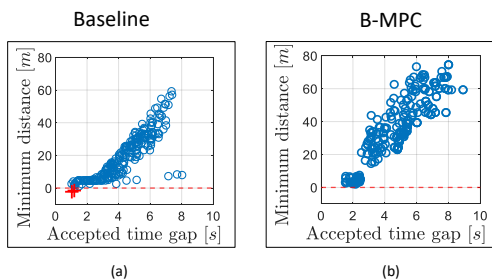 Baseline
B-MPC
Minimum distance [m]
80
60
40
20
0
0 2 4 6 8 10
Accepted time gap [s]
(a)
Minimum distance [m]
80
60
40
20
0
0 2 4 6 8 10
Accepted time gap [s]
(b)